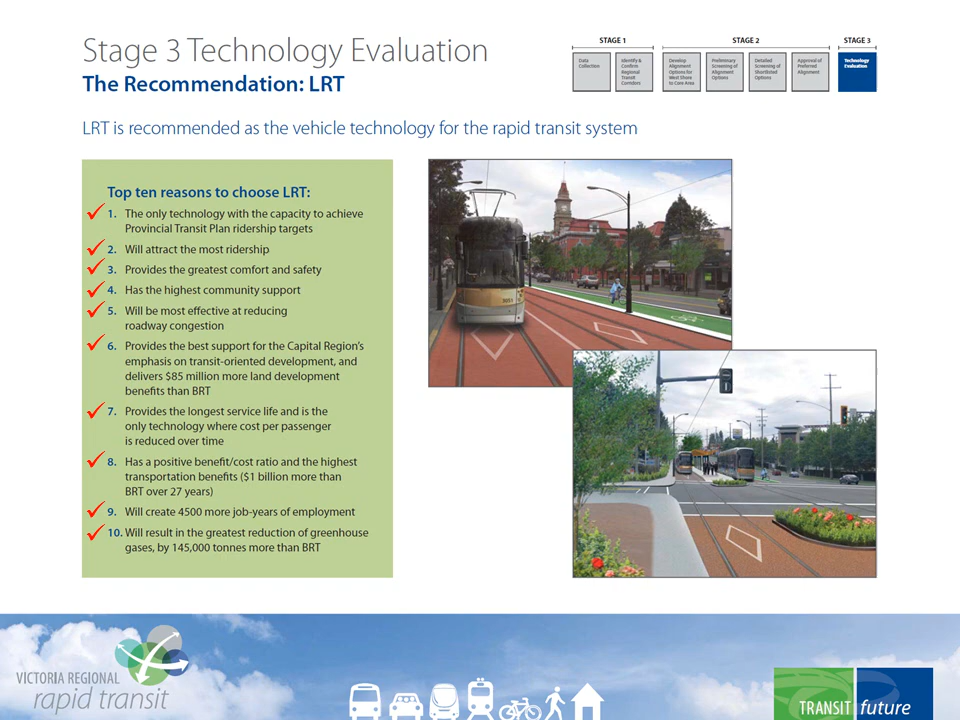 Stage 3 Technology Evaluation
The Recommendation: LRT
STAGE 1
STAGE 2
STAGE 3
Data
Collection
Identify &
Confirm
Regional
Transit
Corridors
Develop
Alignment
Options for
West Shore
to Core Area
Preliminary
Screening of
Alignment
Options
Detailed
Screening of
Shortlisted
Options
Approval of
Preferred
Alignment
Technology
Evaluation
LRT is recommended as the vehicle technology for the rapid transit system
Top ten reasons to choose LRT:
1. The only technology with the capacity to achieve
Provincial Transit Plan ridership targets
2. Will attract the most ridership
3. Provides the greatest comfort and safety
4. Has the highest community support
5. Will be most effective at reducing
roadway congestion
6. Provides the best support for the Capital Region's
emphasis on transit-oriented development, and
delivers $85 million more land development
benefits than BRT
7. Provides the longest service life and is the
only technology where cost per passenger
is reduced over time
8. Has a positive benefit/cost ratio and the highest
transportation benefits ($1 billion more than
BRT over 27 years)
9. Will create 4500 more job-years of employment
10. Will result in the greatest reduction of greenhouse
gases, by 145,000 tonnes more than BRT
VICTORIA REGIONAL
rapid transit
TRANSIT future